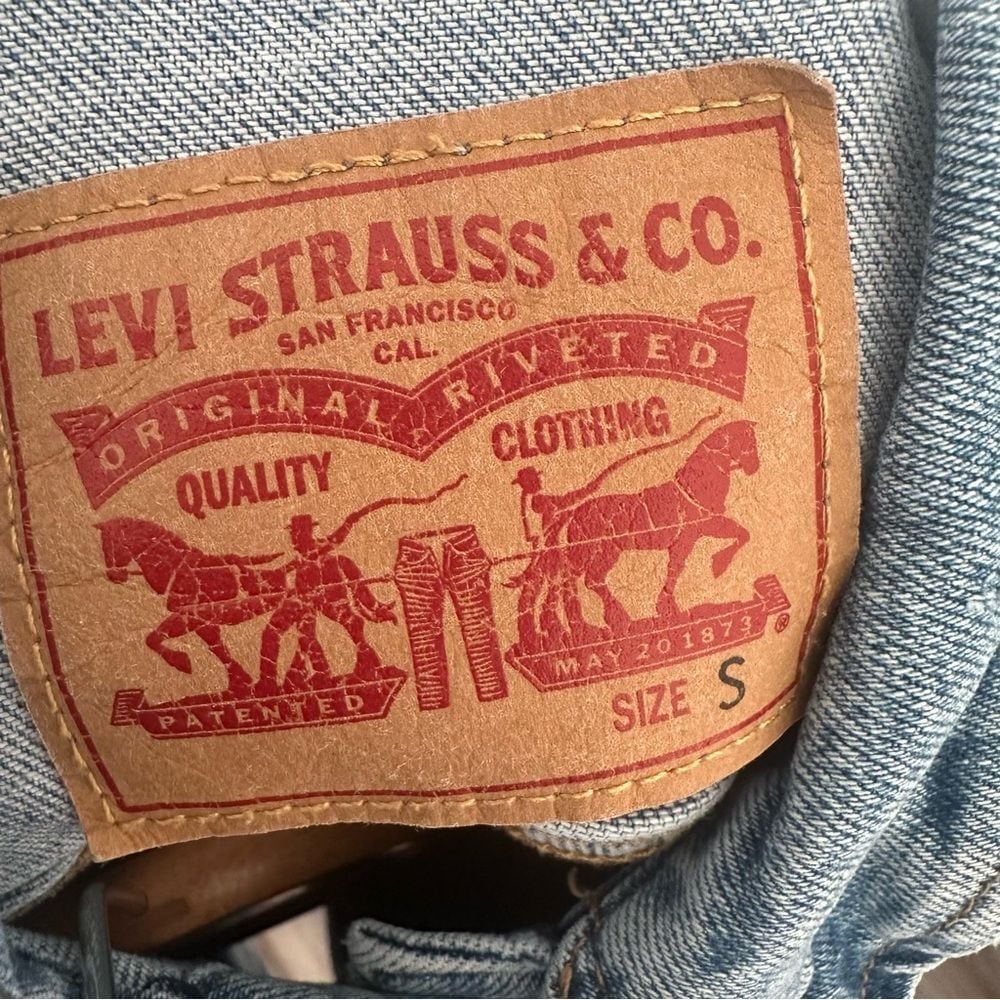 LEVI STRAUSS & CO.
SAN FRANCISCO
CAL.
ORIGINAL RIVETED
QUALITY CLOTHING
PATENTED
MAY 20 1873 ®
SIZE S